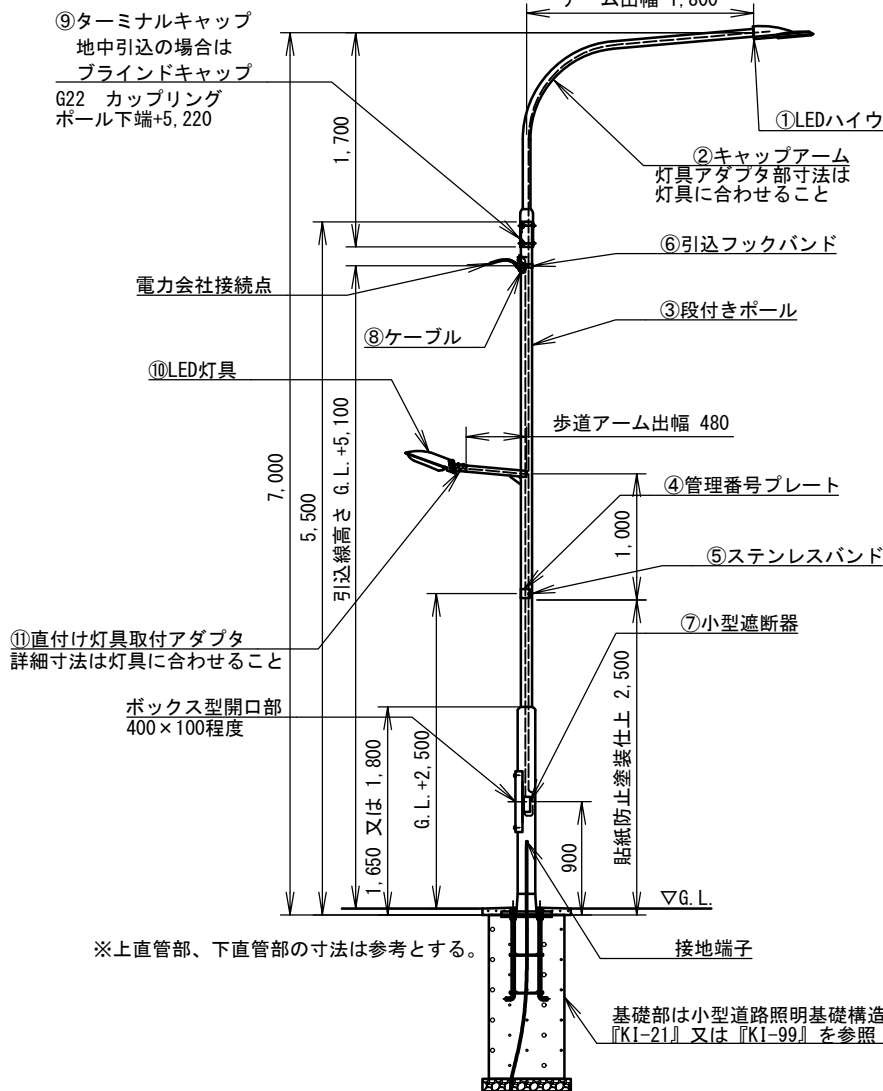 アーム出幅 1,800
⑨ターミナルキャップ
地中引込の場合は
ブラインドキャップ
G22 カップリング
ポール下端+5,220
①LEDハイウ
1,700
②キャップアーム
灯具アダプタ部寸法は
灯具に合わせること
⑥引込フックバンド
電力会社接続点
③段付きポール
⑧ケーブル
⑩LED灯具
歩道アーム出幅 480
7,000
5,500
引込線高さ G.L.+5,100
④管理番号プレート
1,000
⑤ステンレスバンド
⑪直付け灯具取付アダプタ
詳細寸法は灯具に合わせること
⑦小型遮断器
ボックス型開口部
400×100程度
1,650 又は 1,800
G.L.+2,500
貼紙防止塗装仕上 2,500
900
▽G.L.
※上直管部、下直管部の寸法は参考とする。
接地端子
基礎部は小型道路照明基礎構造
『KI-21』又は『KI-99』を参照